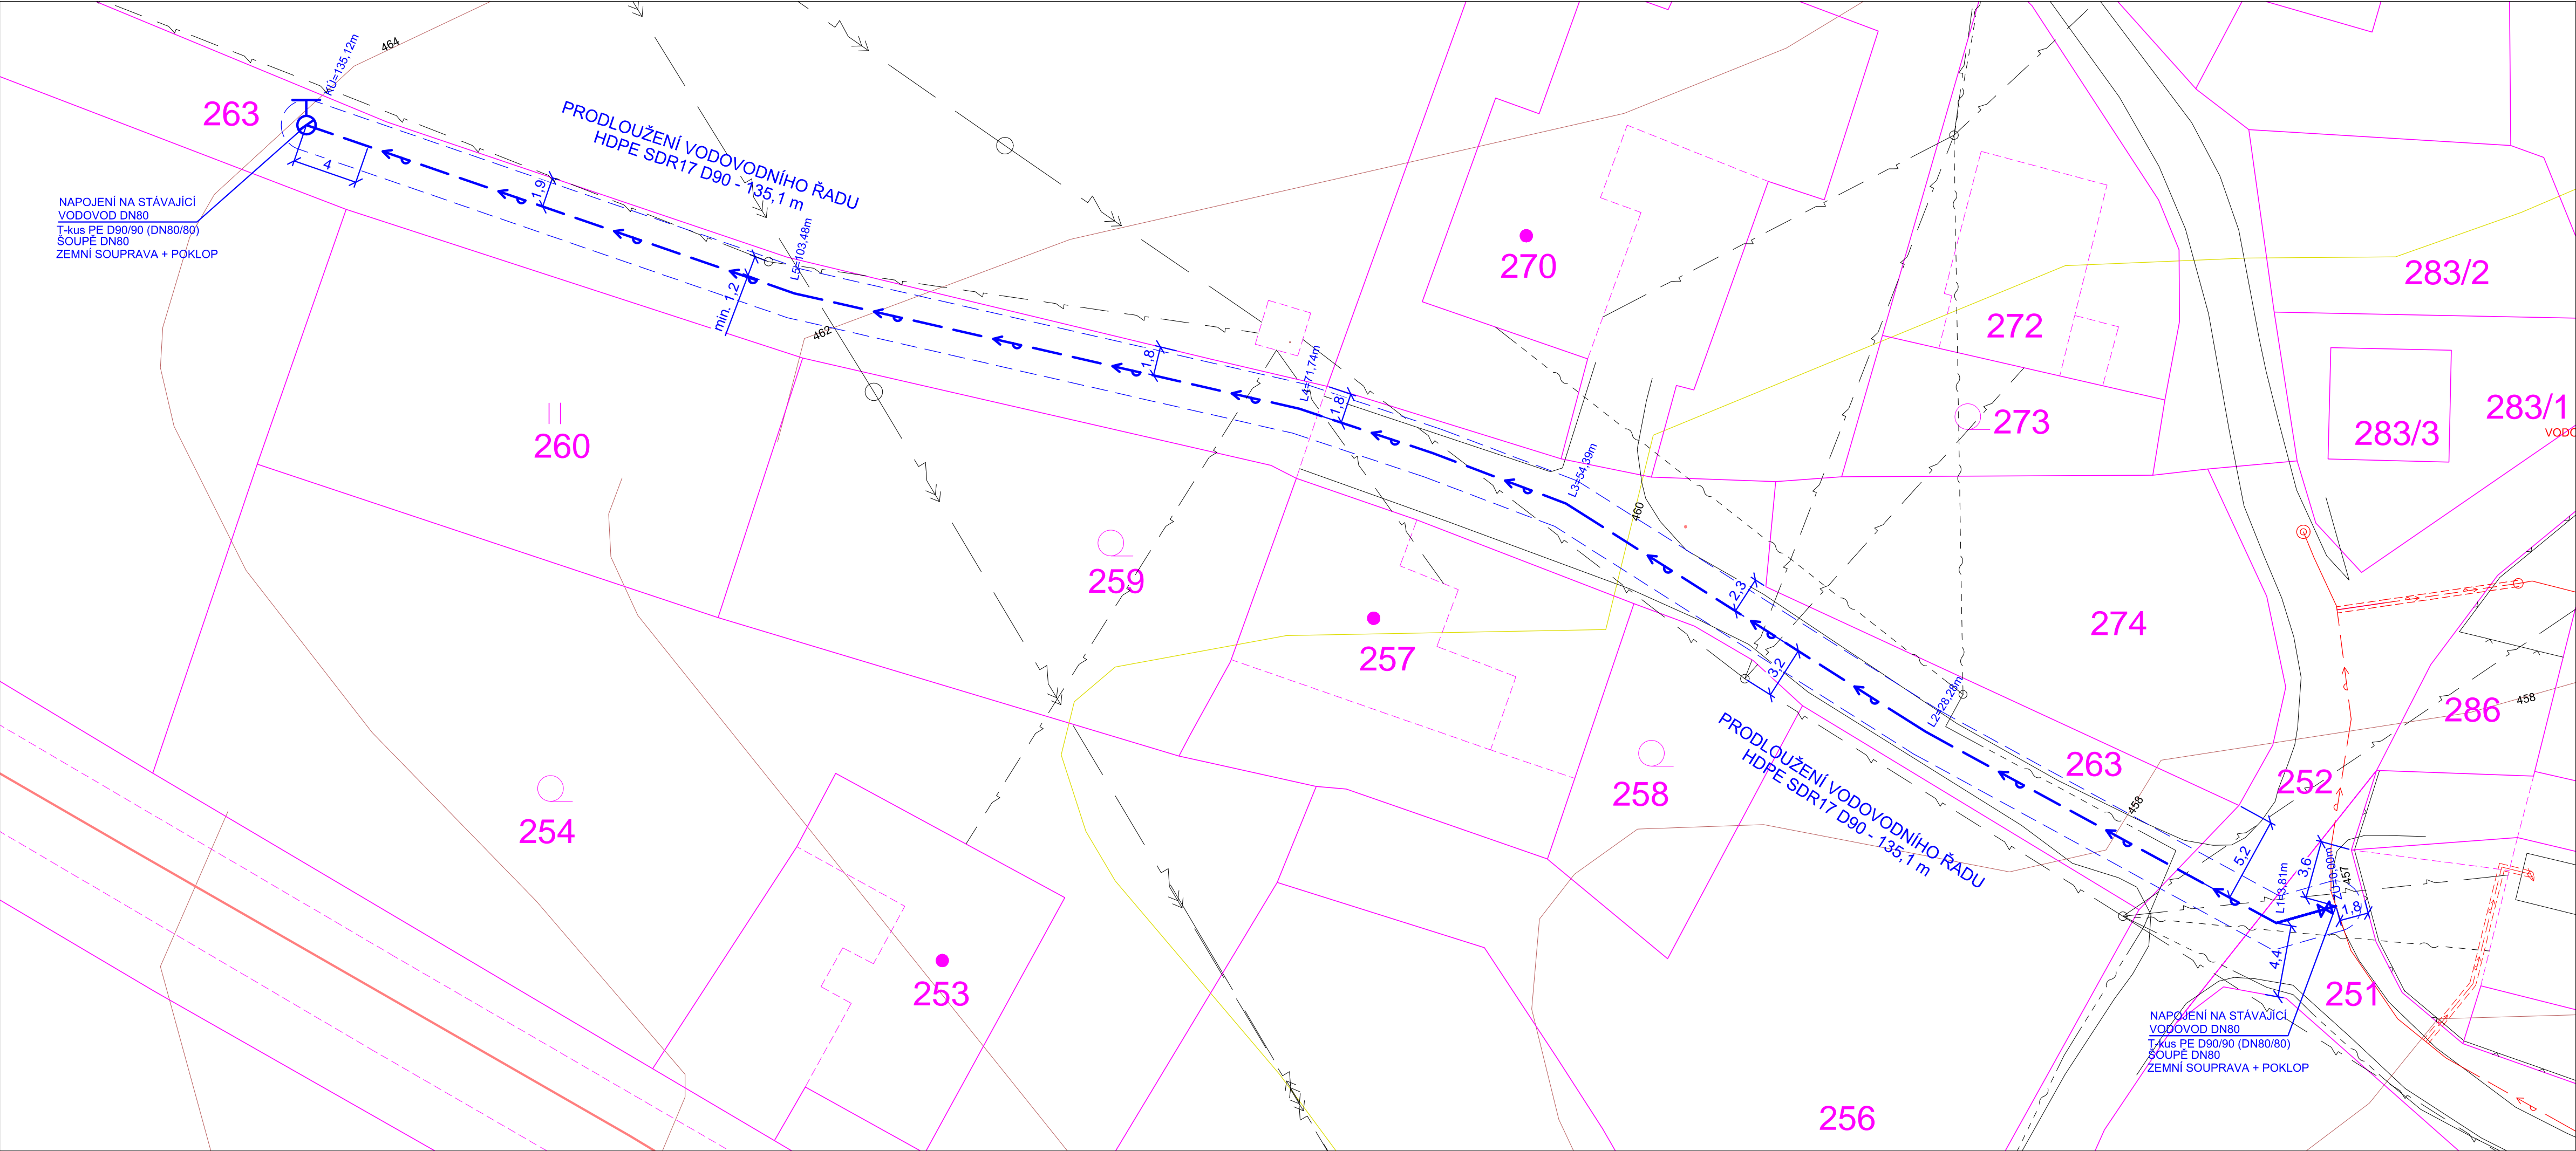 464
KÚ=135,12m
263
4
NAPOJENÍ NA STÁVAJÍCÍ
VODOVOD DN80
T-kus PE D90/90 (DN80/80)
ŠOUPĚ DN80
ZEMNÍ SOUPRAVA + POKLOP
1,9
PRODLOUŽENÍ VODOVODNÍHO ŘADU
HDPE SDR17 D90 - 135,1 m
L5=103,48m
min. 1,2
462
1,8
L4=71,74m
1,8
270
272
273
283/2
283/1
283/3
VODO
260
259
L3=54,39m
460
257
2,3
3,2
274
L2=28,28m
286
458
263
252
254
258
PRODLOUŽENÍ VODOVODNÍHO ŘADU
HDPE SDR17 D90 - 135,1 m
458
5,2
3,6
ZÚ=0,00m
457
L1=3,81m
1,8
4,4
253
251
NAPOJENÍ NA STÁVAJÍCÍ
VODOVOD DN80
T-kus PE D90/90 (DN80/80)
ŠOUPĚ DN80
ZEMNÍ SOUPRAVA + POKLOP
256